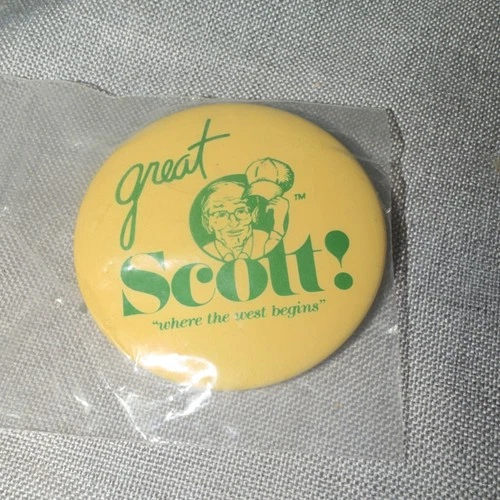 great
TM
Scott!
"where the west begins"